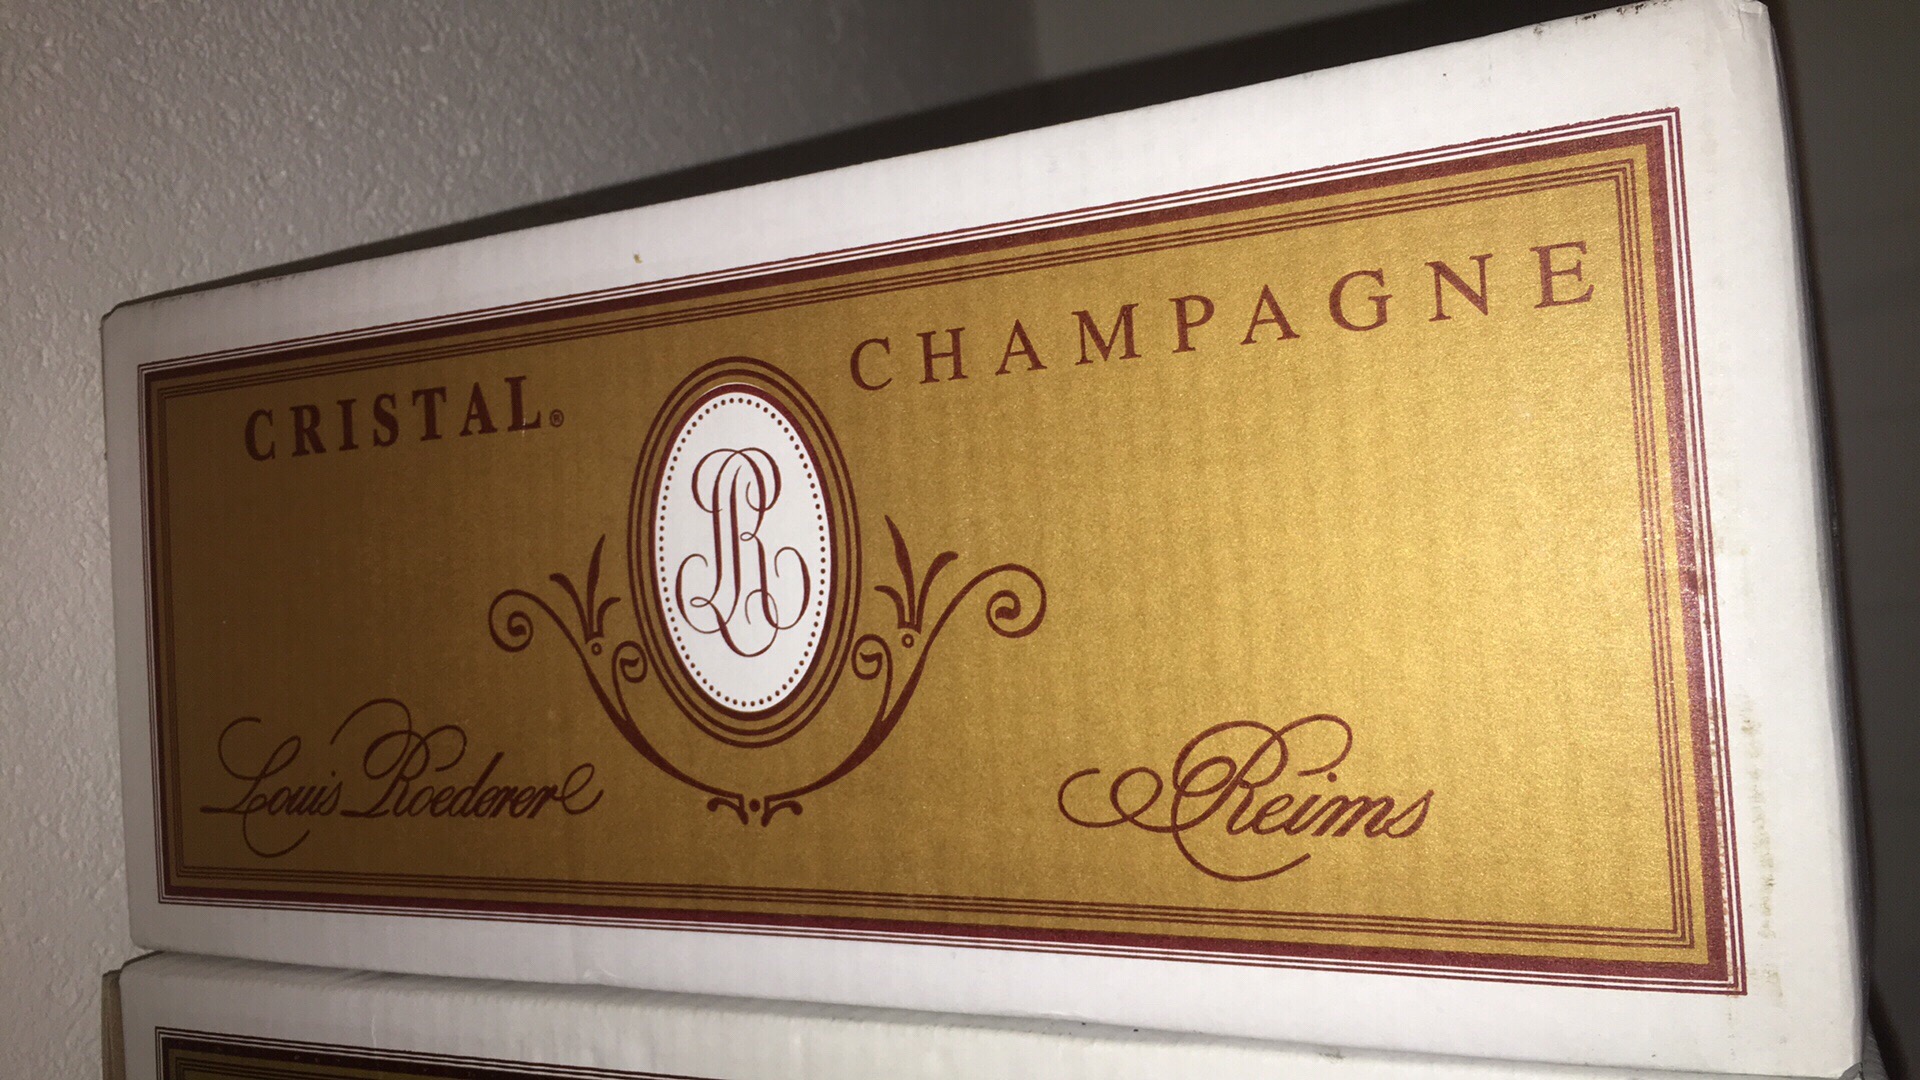 CRISTAL® CHAMPAGNE
LR
Louis Roederer Reims